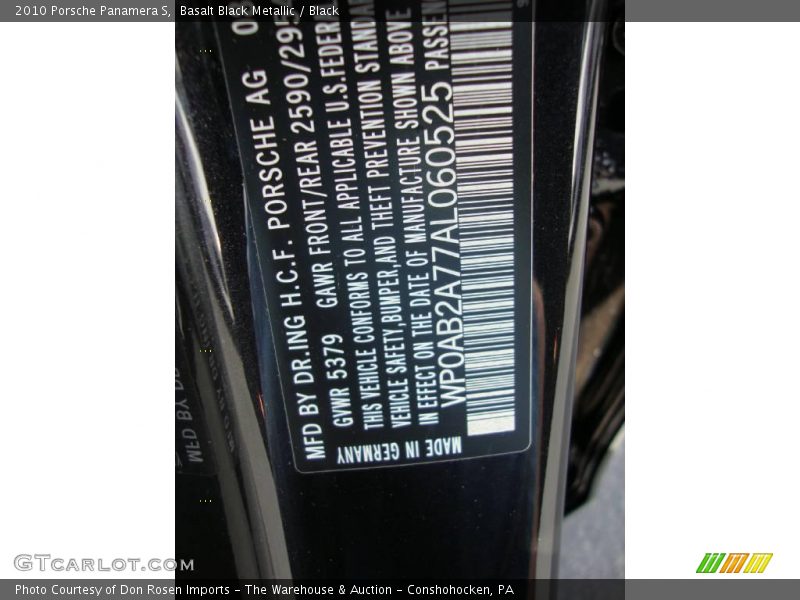 2010 Porsche Panamera S, Basalt Black Metallic / Black
MFD BY DR.ING H.C.F. PORSCHE AG
GVWR 5379 GAWR FRONT/REAR 2590/295
THIS VEHICLE CONFORMS TO ALL APPLICABLE U.S.FEDER
VEHICLE SAFETY,BUMPER,AND THEFT PREVENTION STANDAR
IN EFFECT ON THE DATE OF MANUFACTURE SHOWN ABOVE
WP0AB2A77AL060525 PASSEN
MADE IN GERMANY
GTCARLOT.COM
Photo Courtesy of Don Rosen Imports - The Warehouse & Auction - Conshohocken, PA